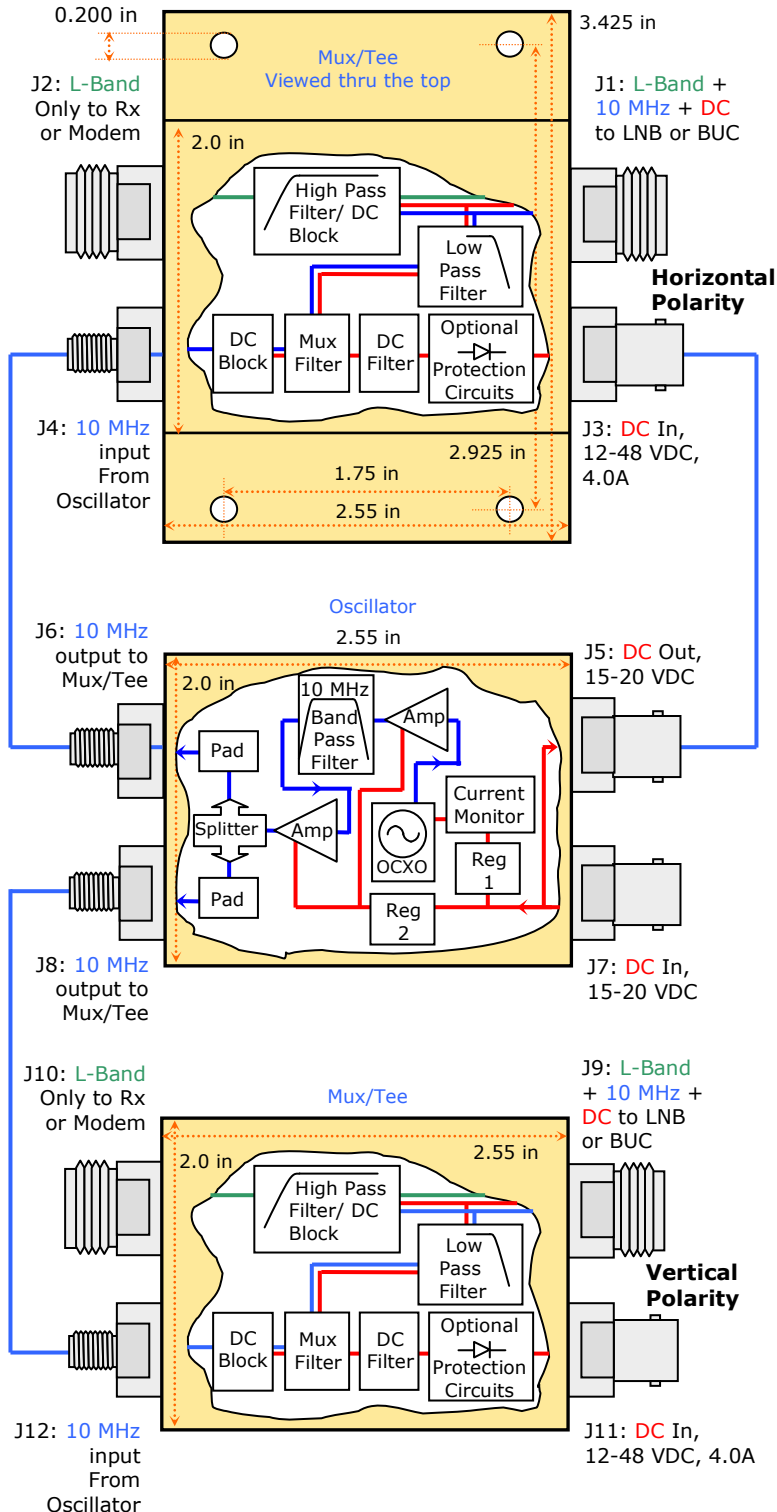 0.200 in
3.425 in
Mux/Tee
Viewed thru the top
J2: L-Band
Only to Rx
or Modem
J1: L-Band +
10 MHz + DC
to LNB or BUC
2.0 in
High Pass
Filter/ DC
Block
Low
Pass
Filter
Horizontal
Polarity
DC
Block
Mux
Filter
DC
Filter
Optional
Protection
Circuits
J4: 10 MHz
input
From
Oscillator
J3: DC In,
12-48 VDC,
4.0A
2.925 in
1.75 in
2.55 in
Oscillator
2.55 in
J6: 10 MHz
output to
Mux/Tee
J5: DC Out,
15-20 VDC
2.0 in
10 MHz
Band
Pass
Filter
Amp
Pad
Current
Monitor
Splitter
Amp
OCXO
Reg
1
Pad
Reg
2
J8: 10 MHz
output to
Mux/Tee
J7: DC In,
15-20 VDC
J10: L-Band
Only to Rx
or Modem
Mux/Tee
J9: L-Band
+ 10 MHz +
DC to LNB
or BUC
2.0 in
2.55 in
High Pass
Filter/ DC
Block
Low
Pass
Filter
Vertical
Polarity
DC
Block
Mux
Filter
DC
Filter
Optional
Protection
Circuits
J12: 10 MHz
input
From
Oscillator
J11: DC In,
12-48 VDC, 4.0A